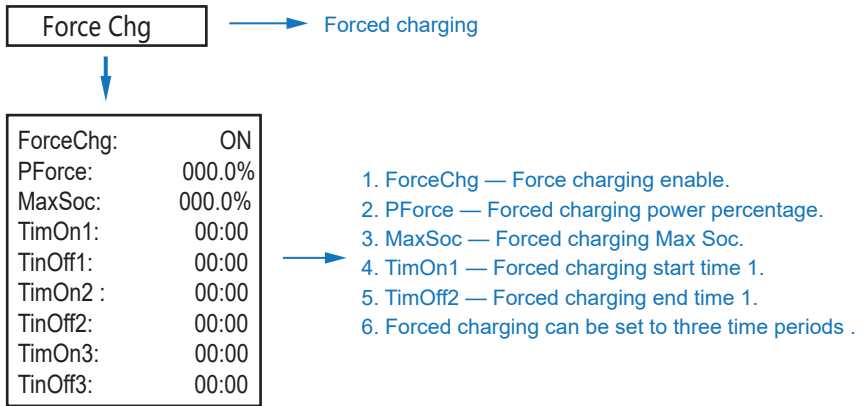 Force Chg
Forced charging
ForceChg: ON
PForce: 000.0%
MaxSoc: 000.0%
TimOn1: 00:00
TinOff1: 00:00
TimOn2 : 00:00
TinOff2: 00:00
TimOn3: 00:00
TinOff3: 00:00
1. ForceChg — Force charging enable.
2. PForce — Forced charging power percentage.
3. MaxSoc — Forced charging Max Soc.
4. TimOn1 — Forced charging start time 1.
5. TimOff2 — Forced charging end time 1.
6. Forced charging can be set to three time periods .